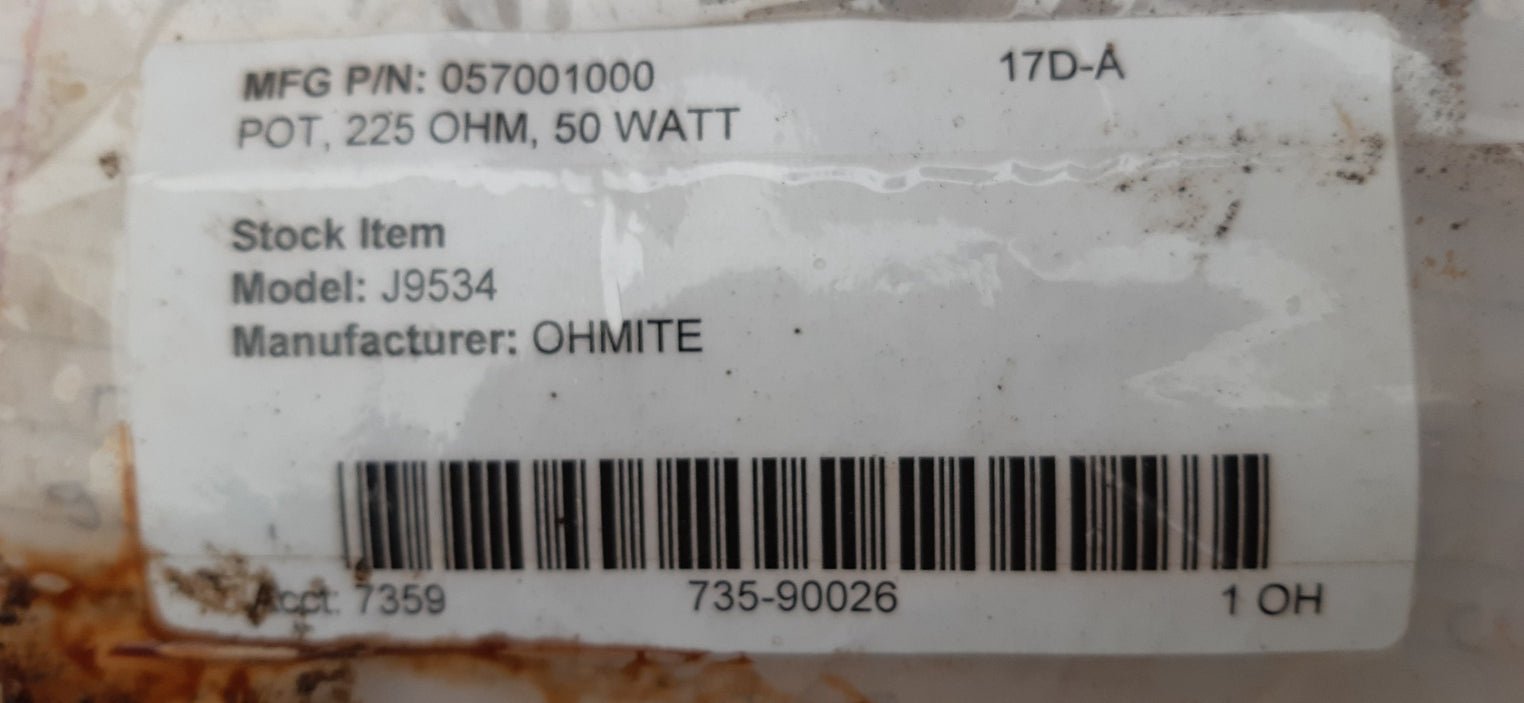 MFG P/N: 057001000 17D-A
POT, 225 OHM, 50 WATT
Stock Item
Model: J9534
Manufacturer: OHMITE
Acct: 7359 735-90026 1 OH